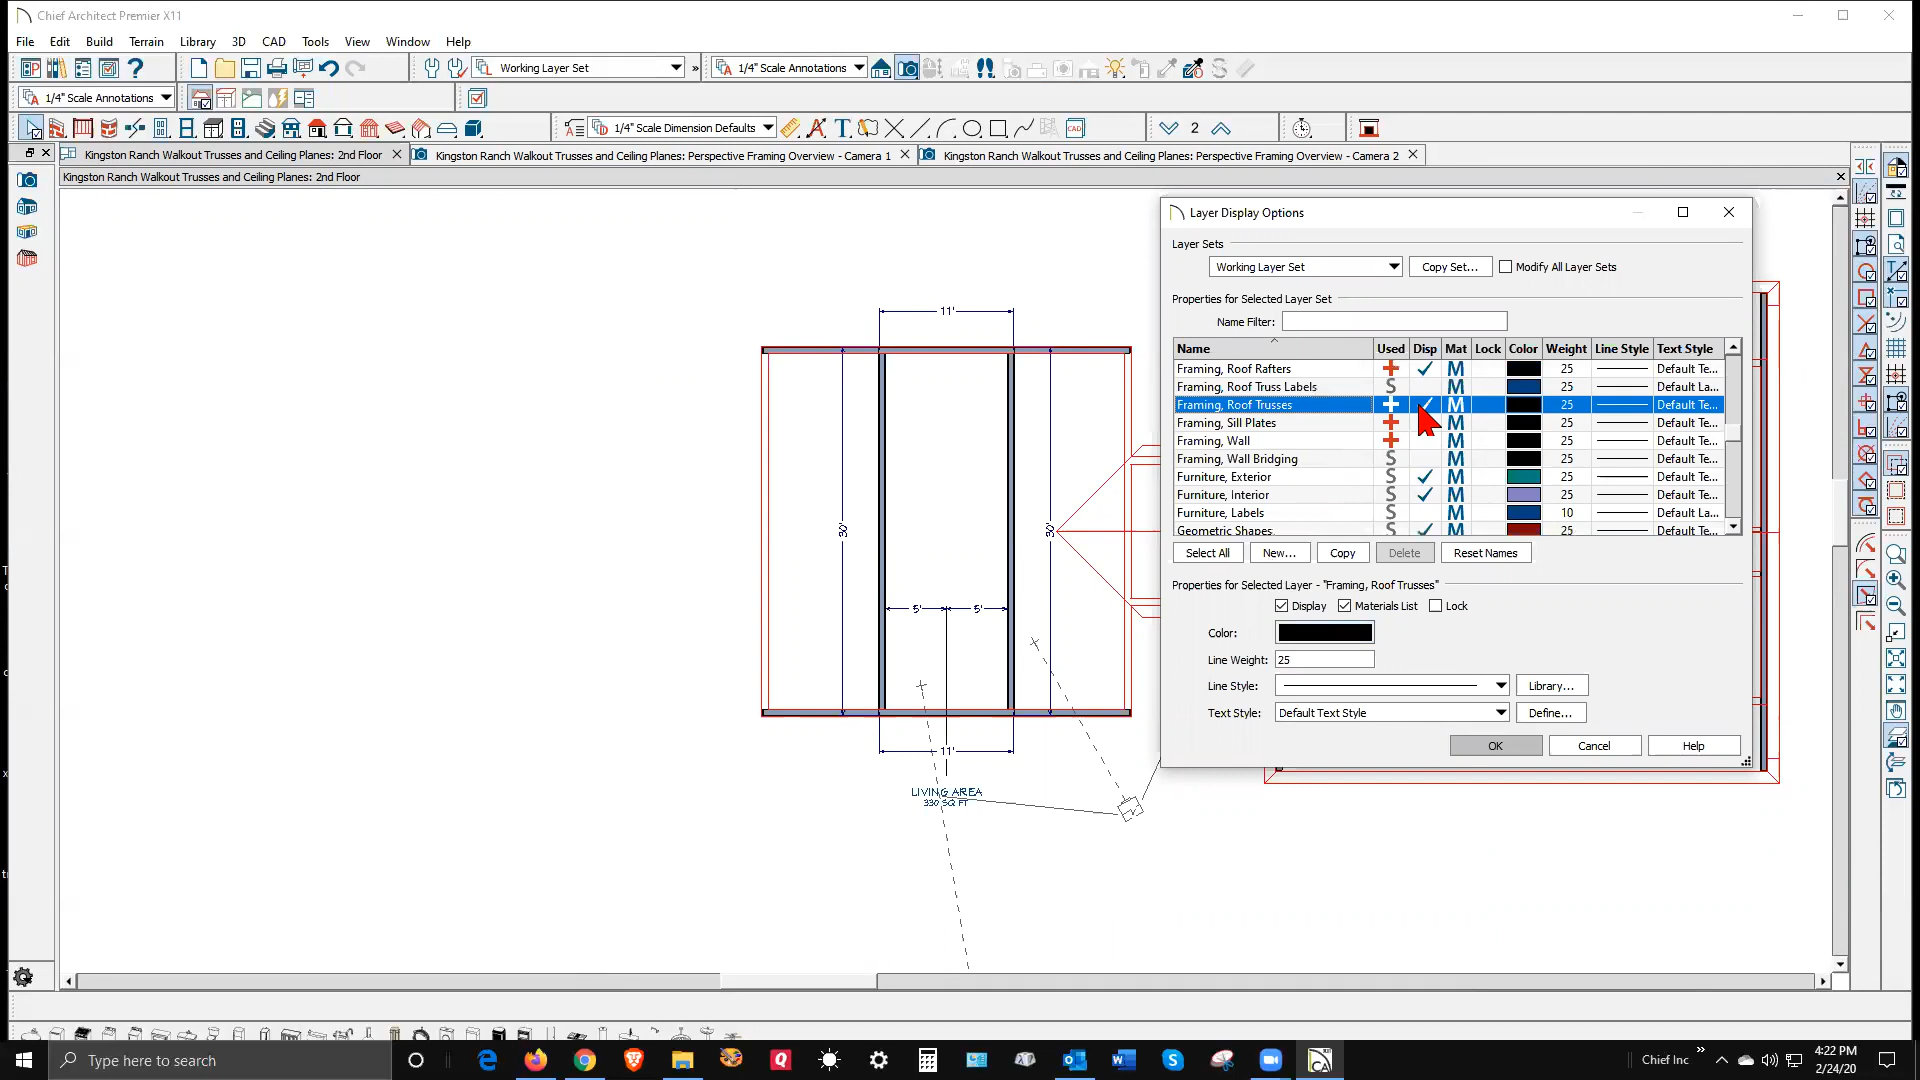 Chief Architect Premier X11
File Edit Build Terrain Library 3D CAD Tools View Window Help
Working Layer Set » 1/4" Scale Annotations
1/4" Scale Annotations
1/4" Scale Dimension Defaults 2
Kingston Ranch Walkout Trusses and Ceiling Planes: 2nd Floor Kingston Ranch Walkout Trusses and Ceiling Planes: Perspective Framing Overview - Camera 1 Kingston Ranch Walkout Trusses and Ceiling Planes: Perspective Framing Overview - Camera 2
Kingston Ranch Walkout Trusses and Ceiling Planes: 2nd Floor
11'
30'
30'
5' 5'
11'
LIVING AREA
330 SQ FT
Layer Display Options
Layer Sets
Working Layer Set Copy Set... Modify All Layer Sets
Properties for Selected Layer Set
Name Filter:
Name Used Disp Mat Lock Color Weight Line Style Text Style
Framing, Roof Rafters M 25 Default Te...
Framing, Roof Truss Labels S M 25 Default La...
Framing, Roof Trusses M 25 Default Te...
Framing, Sill Plates M 25 Default Te...
Framing, Wall M 25 Default Te...
Framing, Wall Bridging S M 25 Default Te...
Furniture, Exterior S M 25 Default Te...
Furniture, Interior S M 25 Default Te...
Furniture, Labels S M 10 Default La...
Geometric Shapes S M 25 Default Te...
Select All New... Copy Delete Reset Names
Properties for Selected Layer - "Framing, Roof Trusses"
Display Materials List Lock
Color:
Line Weight: 25
Line Style: Library...
Text Style: Default Text Style Define...
OK Cancel Help
Type here to search
Chief Inc »
4:22 PM
2/24/20